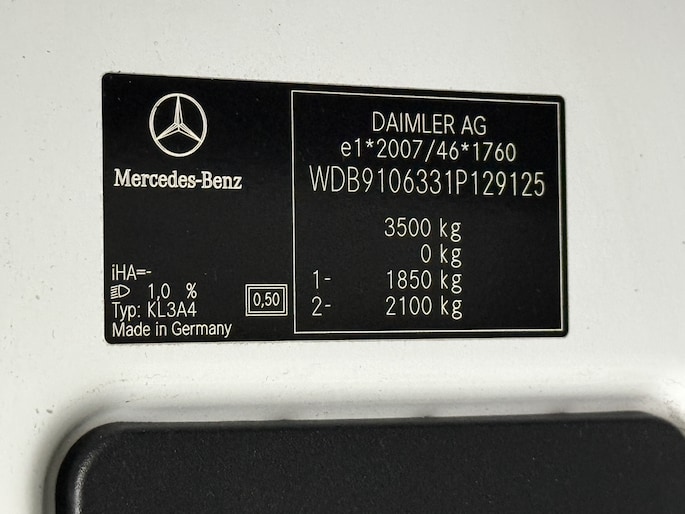 Mercedes-Benz
iHA=-
1,0 %
Typ: KL3A4
Made in Germany
0,50
DAIMLER AG
e1*2007/46*1760
WDB9106331P129125
3500 kg
0 kg
1- 1850 kg
2- 2100 kg